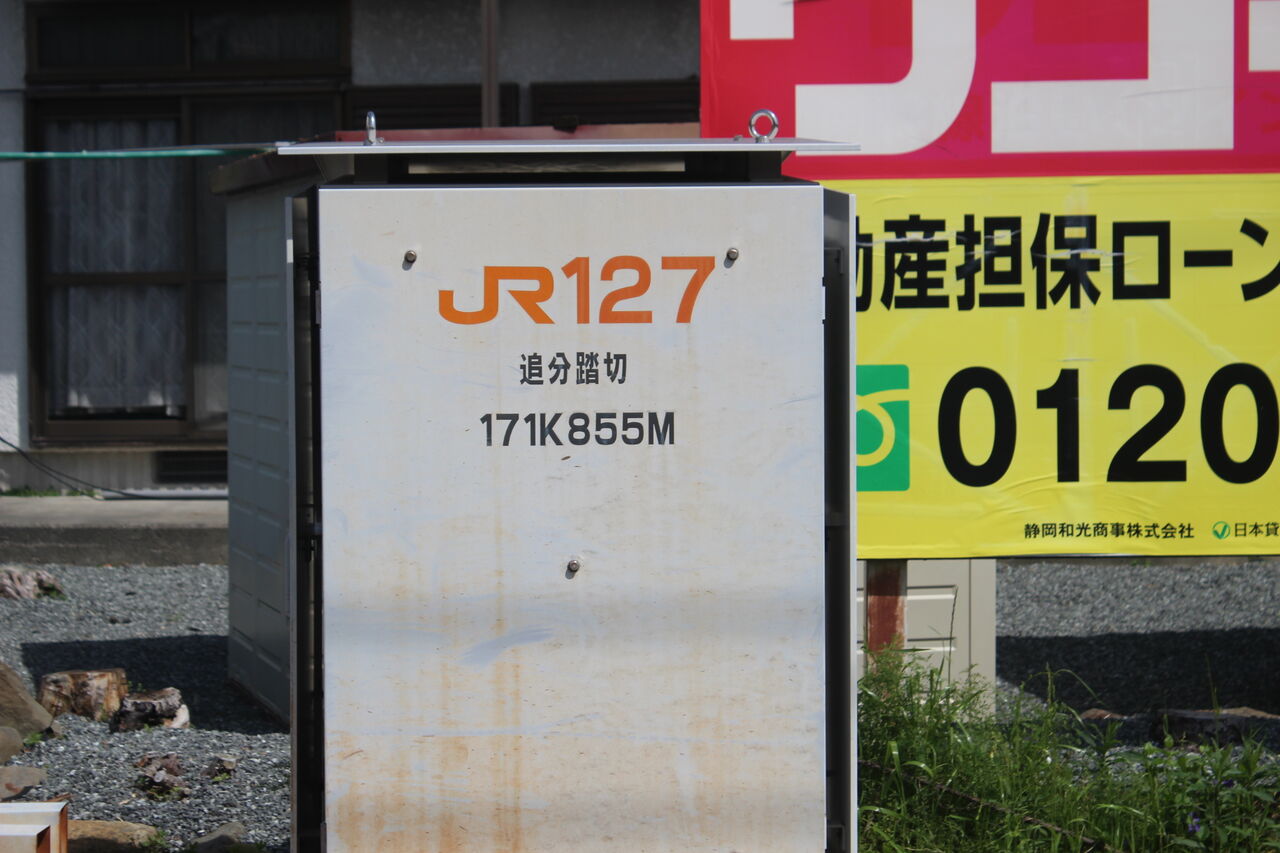 JR127
追分踏切
171K855M
動産担保ローン
0120
静岡和光商事株式会社
日本貸